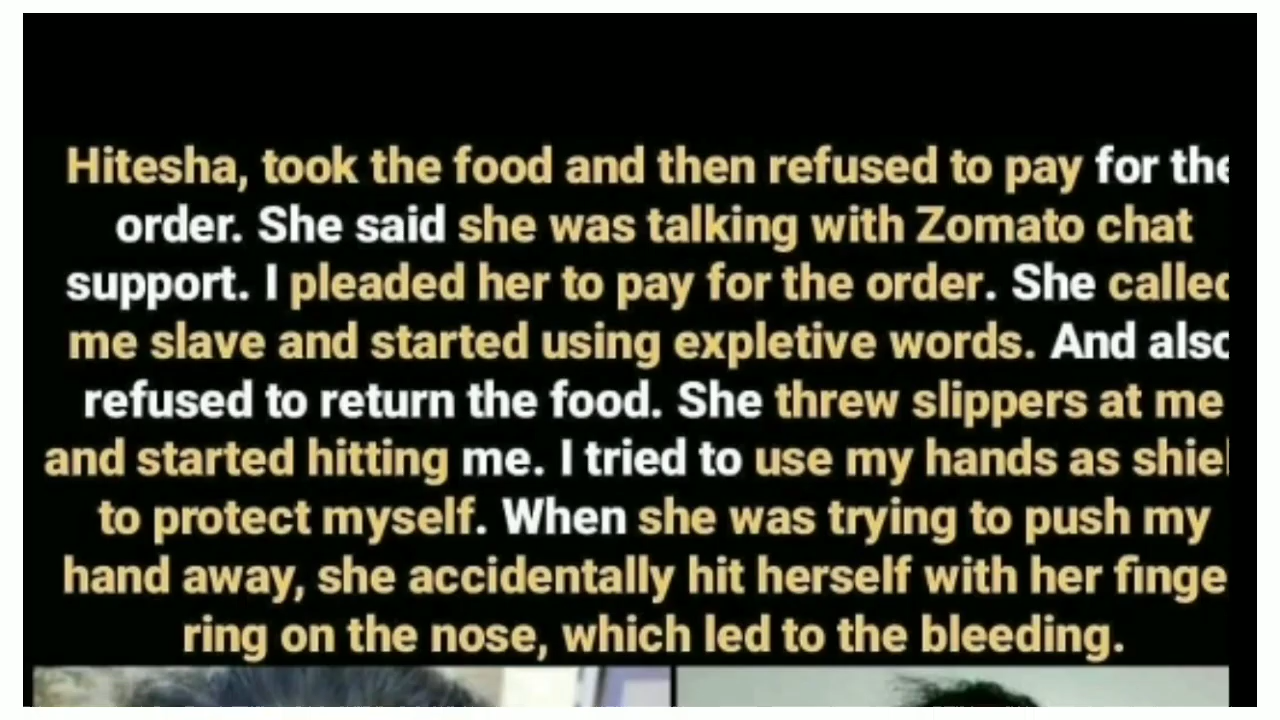 Hitesha, took the food and then refused to pay for the
order. She said she was talking with Zomato chat
support. I pleaded her to pay for the order. She called
me slave and started using expletive words. And also
refused to return the food. She threw slippers at me
and started hitting me. I tried to use my hands as shiel
to protect myself. When she was trying to push my
hand away, she accidentally hit herself with her finge
ring on the nose, which led to the bleeding.